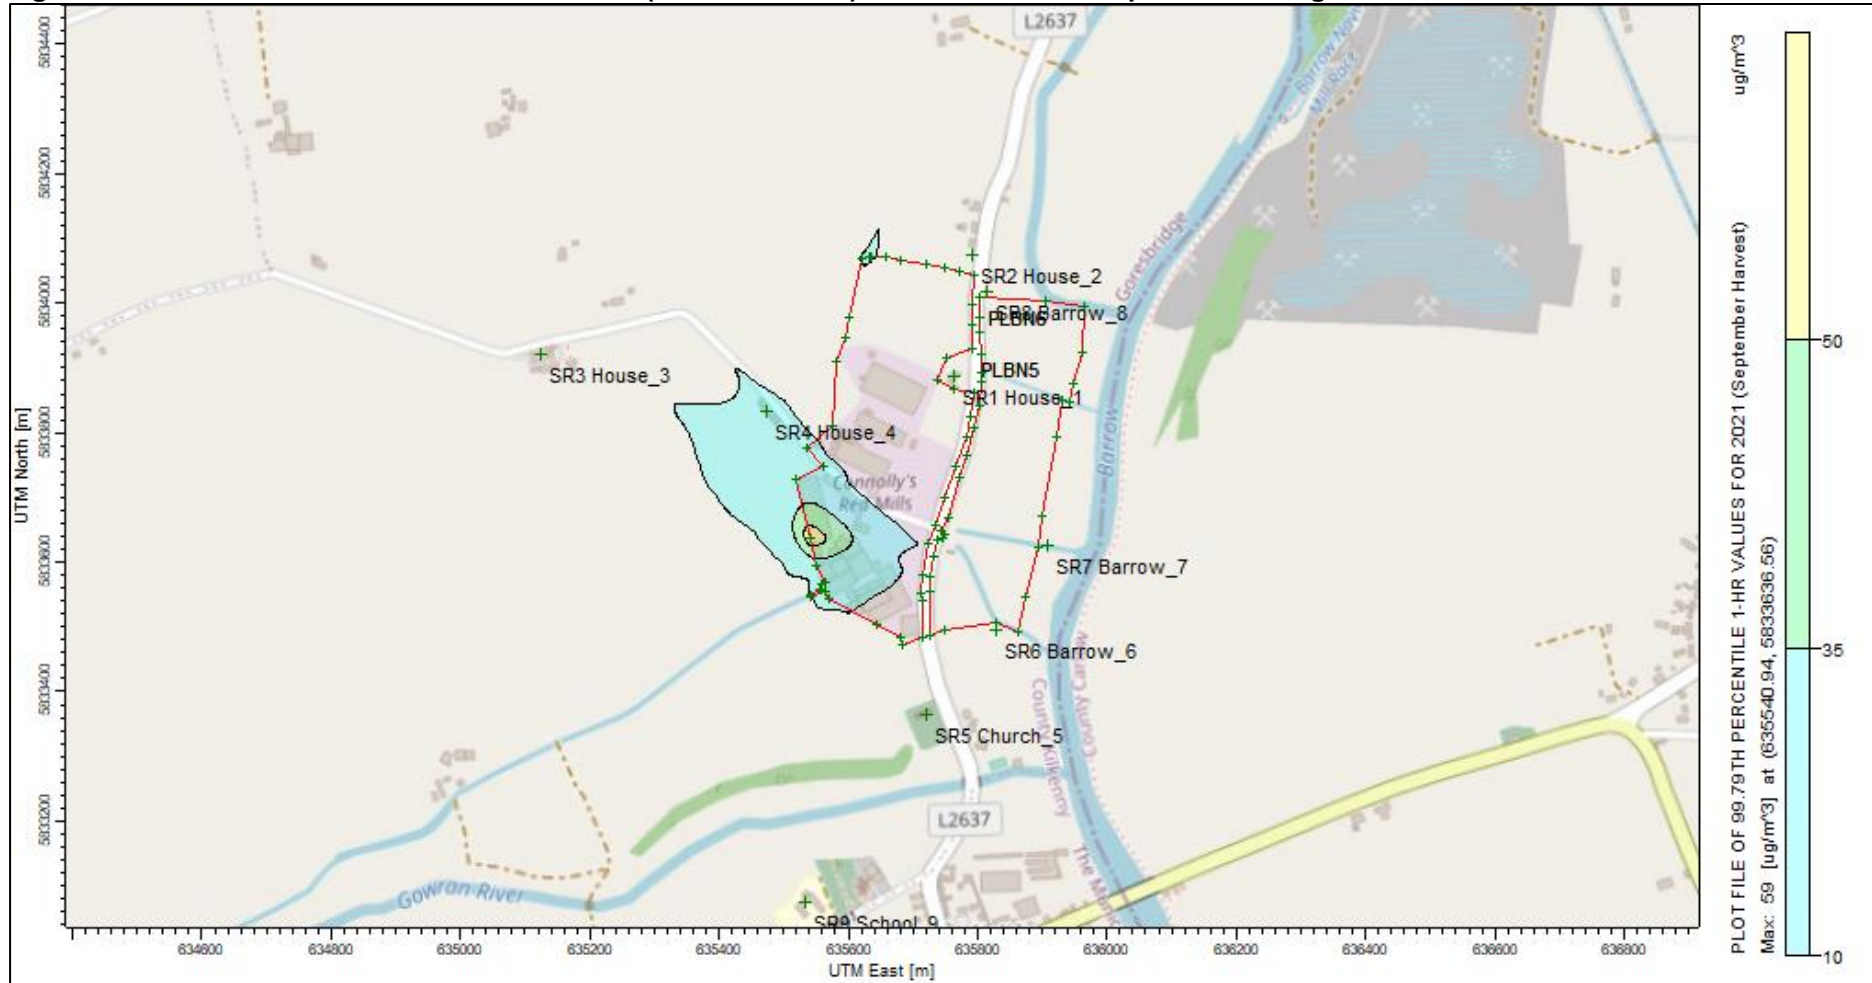 L2637
Barrow Navi
Mill Race
Goresbridge
SR2 House_2
SR8 Barrow_8
PLBN6
SR3 House_3
PLBN5
SR1 House_1
SR4 House_4
Barrow
Connolly's
Red Mills
SR7 Barrow_7
SR6 Barrow_6
County Carlow
County Kilkenny
SR5 Church_5
L2637
Gowran River
SR9 School_9
UTM North [m]
5834400
5834200
5834000
5833800
5833600
5833400
5833200
634600
634800
635000
635200
635400
635600
635800
636000
636200
636400
636600
636800
UTM East [m]
PLOT FILE OF 99.79TH PERCENTILE 1-HR VALUES FOR 2021 (September Harvest)
ug/m^3
Max: 59 [ug/m^3] at (635540.94, 5833636.56)
50
35
10